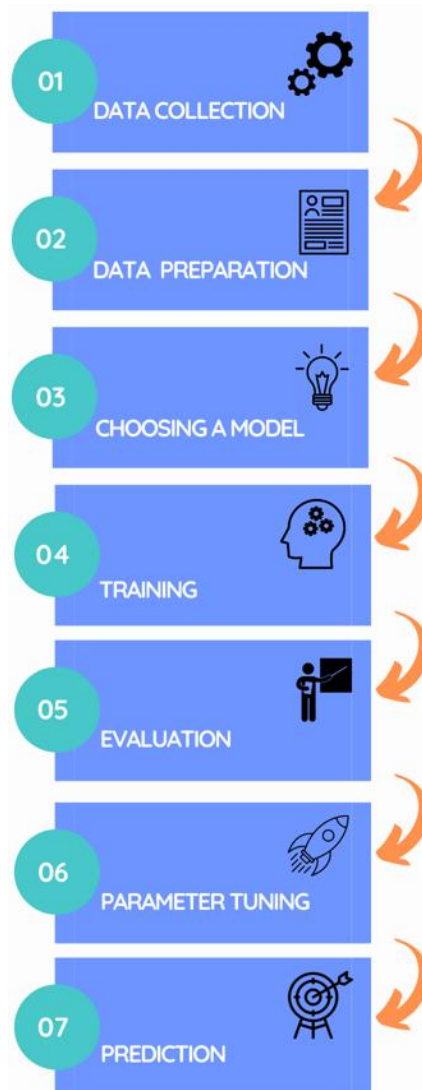 01
DATA COLLECTION
02
DATA PREPARATION
03
CHOOSING A MODEL
04
TRAINING
05
EVALUATION
06
PARAMETER TUNING
07
PREDICTION